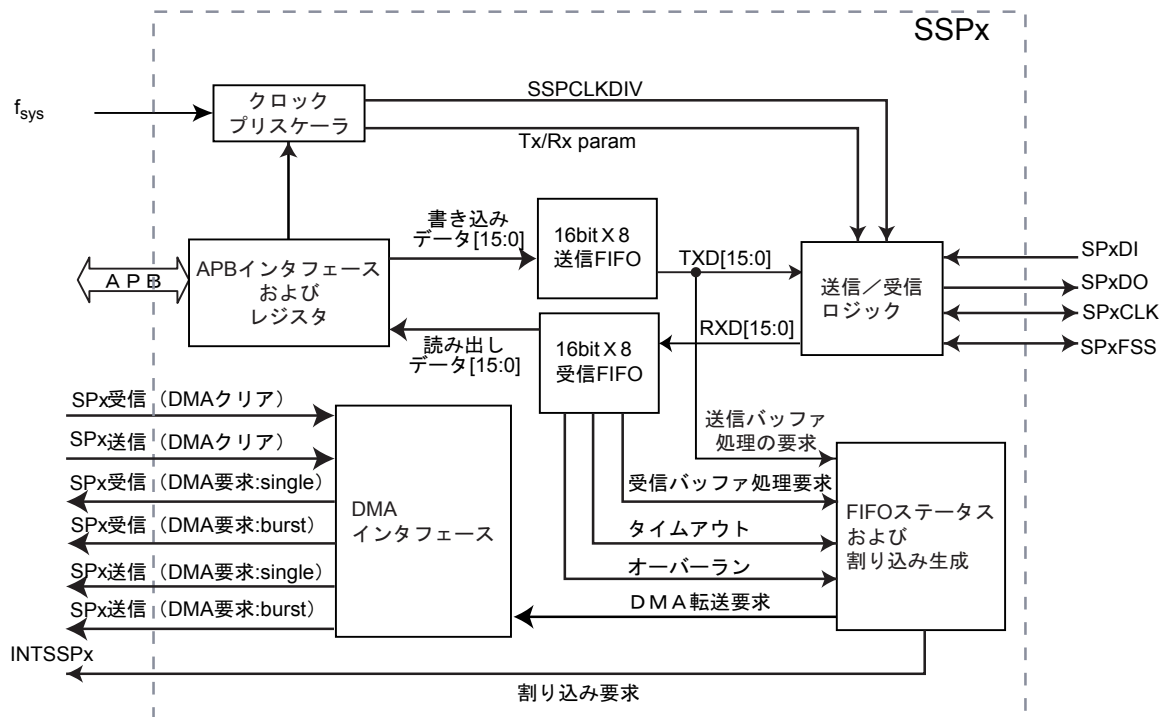 SSPx
fsys
クロック
プリスケーラ
SSPCLKDIV
Tx/Rx param
書き込み
データ[15:0]
16bit X 8
送信FIFO
TXD[15:0]
SPxDI
SPxDO
SPxCLK
SPxFSS
ＡＰＢ
APBインタフェース
および
レジスタ
送信／受信
ロジック
読み出し
データ[15:0]
16bit X 8
受信FIFO
RXD[15:0]
SPx受信（DMAクリア）
SPx送信（DMAクリア）
SPx受信（DMA要求:single）
SPx受信（DMA要求:burst）
SPx送信（DMA要求:single）
SPx送信（DMA要求:burst）
DMA
インタフェース
送信バッファ
処理の要求
受信バッファ処理要求
タイムアウト
オーバーラン
ＤＭＡ転送要求
FIFOステータス
および
割り込み生成
INTSSPx
割り込み要求